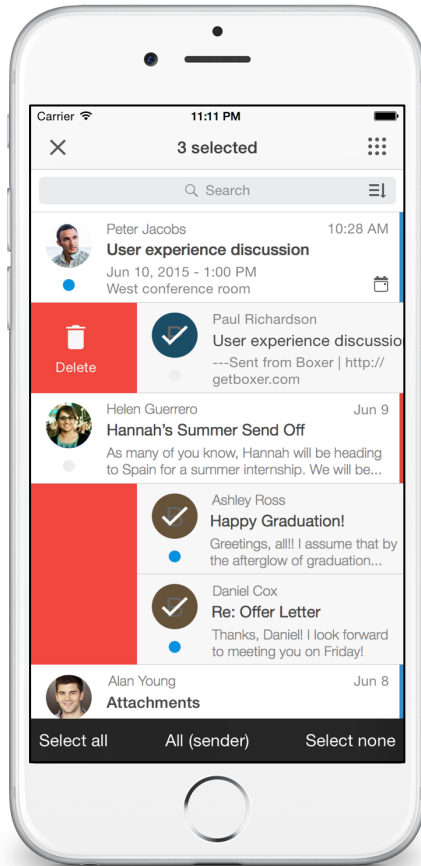 Carrier 11:11 PM
3 selected
Search
Peter Jacobs 10:28 AM
User experience discussion
Jun 10, 2015 - 1:00 PM
West conference room
Delete
Paul Richardson
User experience discussio
---Sent from Boxer | http://
getboxer.com
Helen Guerrero Jun 9
Hannah's Summer Send Off
As many of you know, Hannah will be heading
to Spain for a summer internship. We will be...
Ashley Ross
Happy Graduation!
Greetings, all!! I assume that by
the afterglow of graduation...
Daniel Cox
Re: Offer Letter
Thanks, Daniel! I look forward
to meeting you on Friday!
Alan Young Jun 8
Attachments
Select all All (sender) Select none